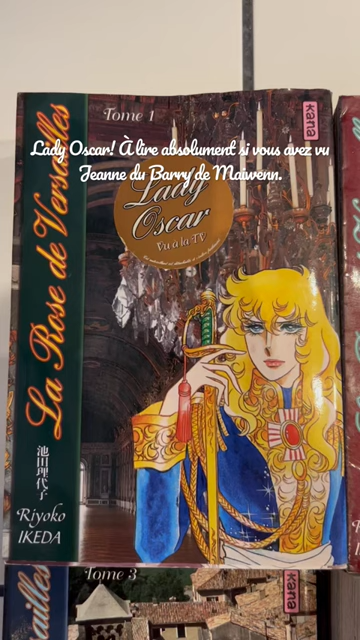 Tome 1
kana
Lady Oscar! À lire absolument si vous avez vu
Jeanne du Barry de Maïwenn.
Lady
Oscar
Vu à la TV
La Rose de Versailles
池田理代子
Riyoko
IKEDA
Tome 3
kana
ailles